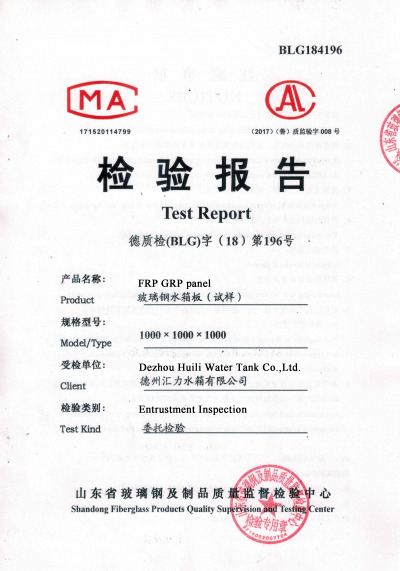 BLG184196
MA
CAL
171520114799
(2017)(鲁)质监验字 008 号
检验报告
Test Report
德质检(BLG)字(18)第196号
产品名称: FRP GRP panel
Product 玻璃钢水箱板(试样)
规格型号:
Model/Type 1000×1000×1000
受检单位: Dezhou Huili Water Tank Co.,Ltd.
Client 德州汇力水箱有限公司
检验类别: Entrustment Inspection
Test Kind 委托检验
山东省玻璃钢及制品质量监督检验中心
Shandong Fiberglass Products Quality Supervision and Testing Center
检验专用章